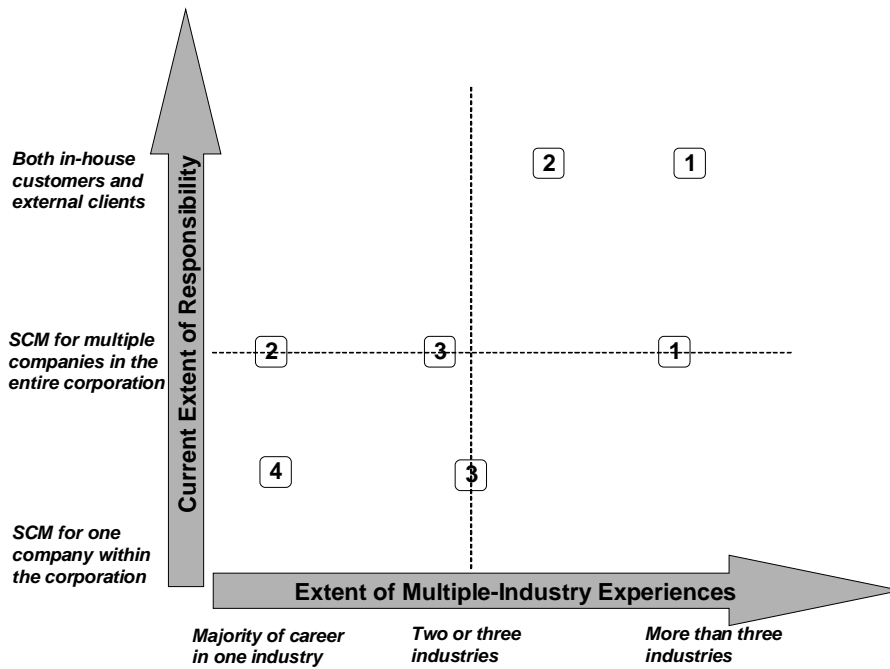 Current Extent of Responsibility
Both in-house
customers and
external clients
2
1
SCM for multiple
companies in the
entire corporation
2
3
1
4
3
SCM for one
company within
the corporation
Extent of Multiple-Industry Experiences
Majority of career
in one industry
Two or three
industries
More than three
industries